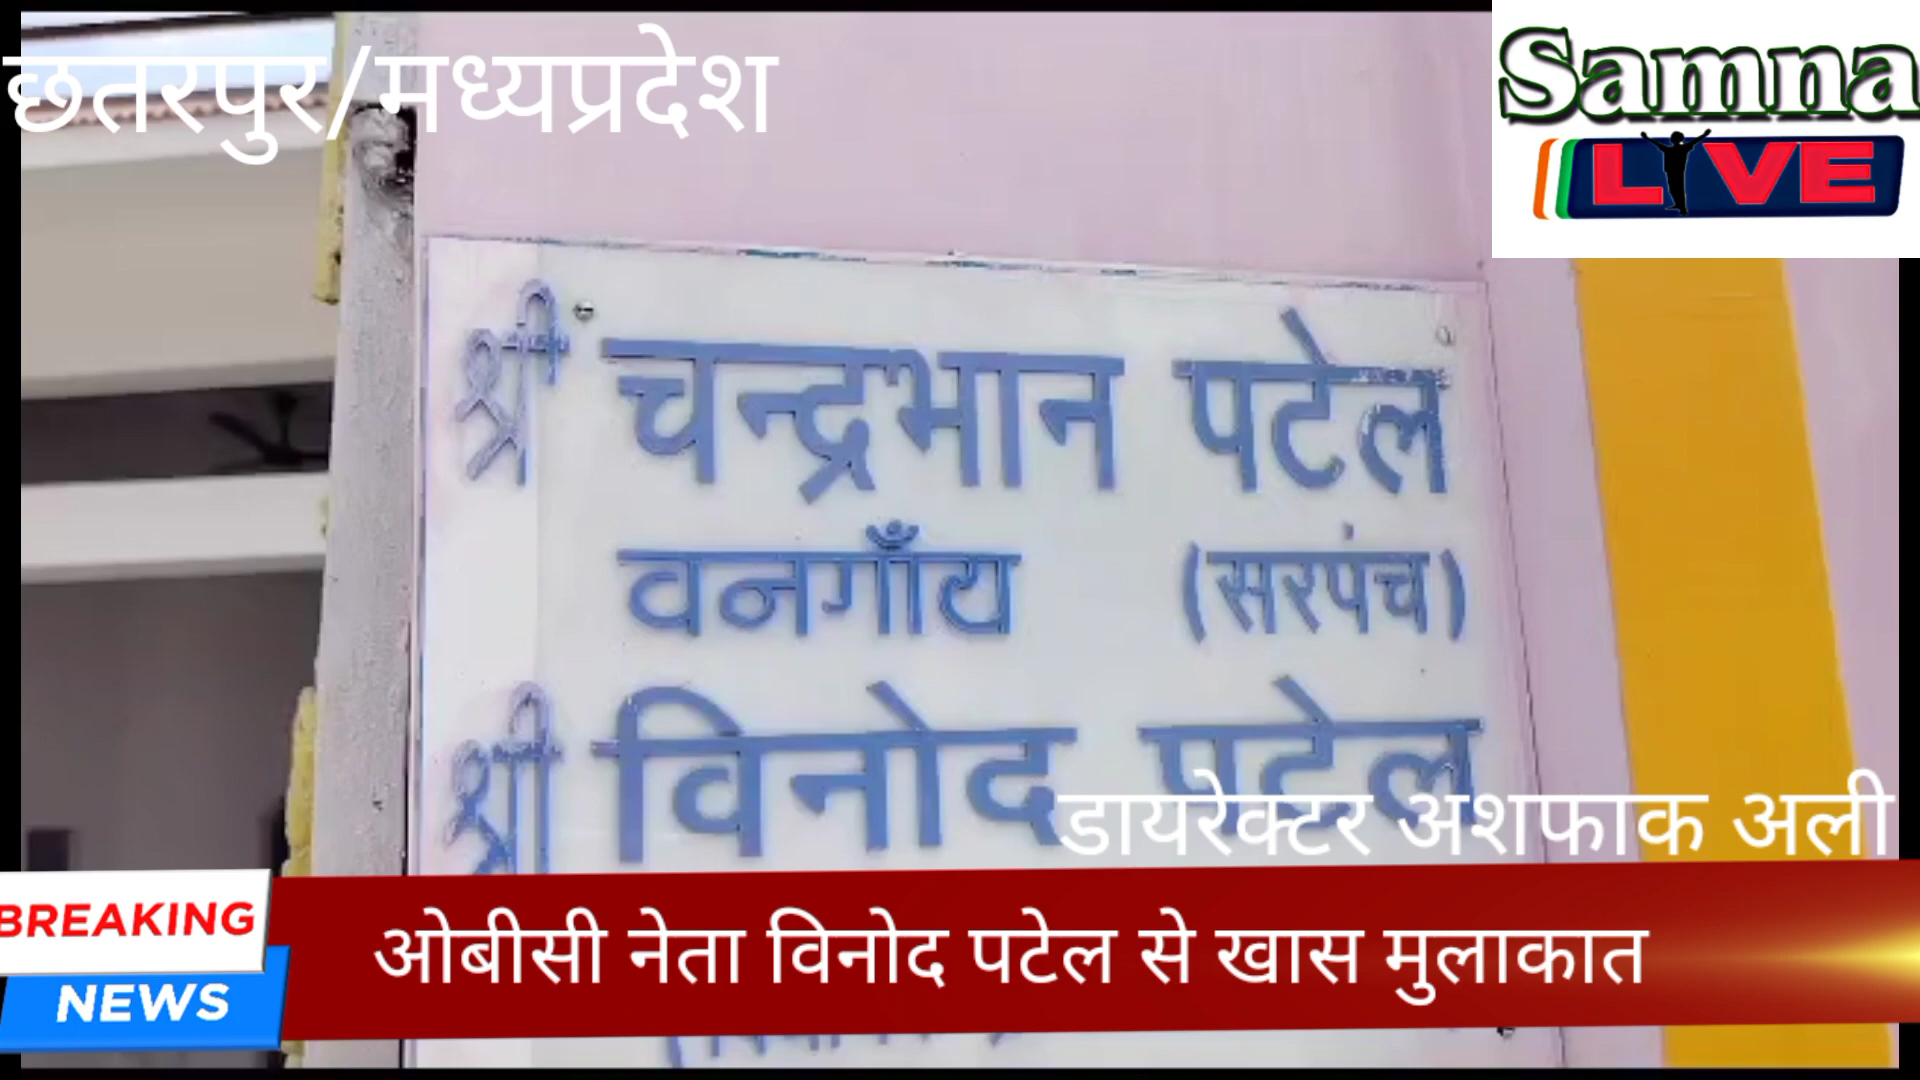 छतरपुर/मध्यप्रदेश
Samna
LIVE
श्री चन्द्रभान पटेल
वनगाँय (सरपंच)
श्री विनोद पटेल
डायरेक्टर अशफाक अली
BREAKING
NEWS
ओबीसी नेता विनोद पटेल से खास मुलाकात